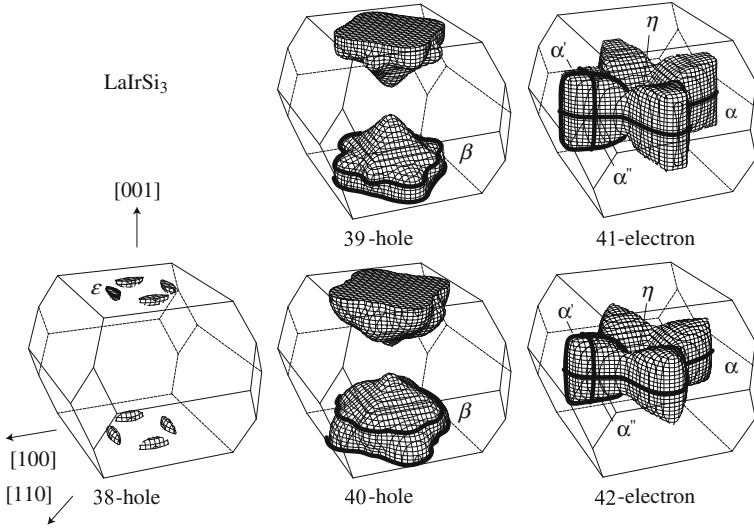 LaIrSi₃
β
39-hole
α'
η
α
α"
41-electron
[001]
ε
[100]
[110]
38-hole
β
40-hole
α'
η
α
α"
42-electron